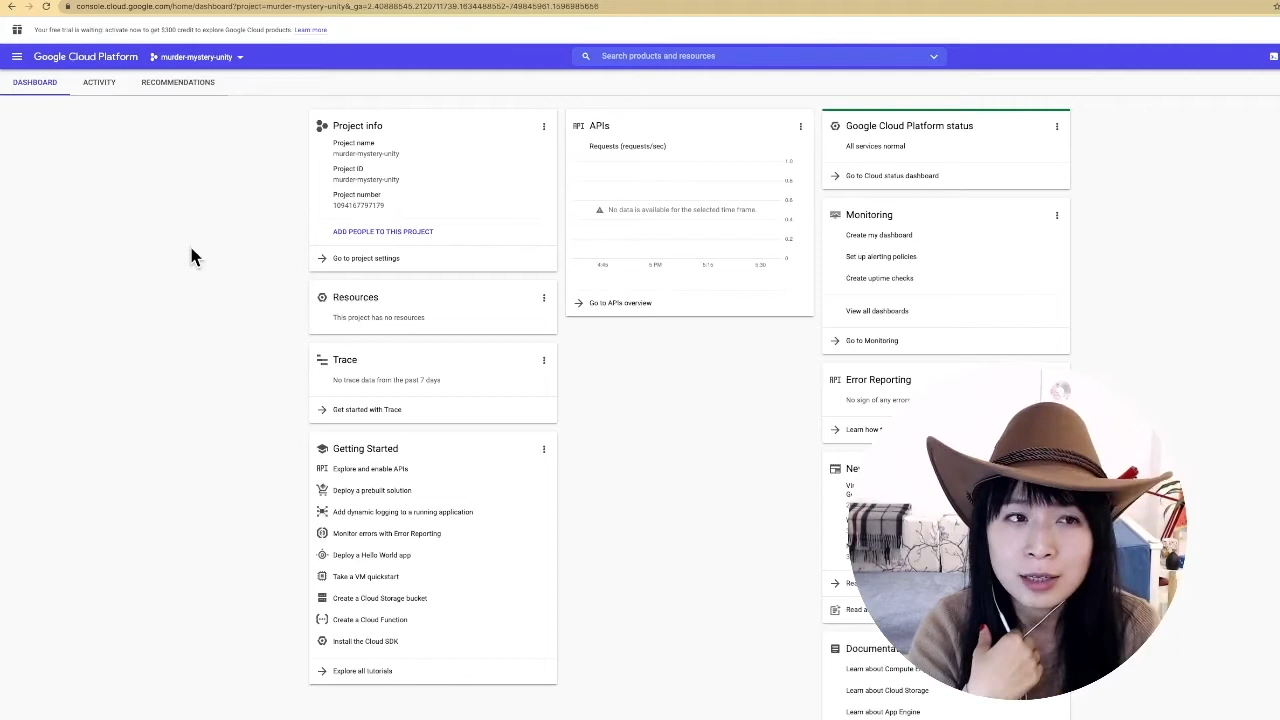 console.cloud.google.com/home/dashboard?project=murder-mystery-unity&_ga=2.40888545.2120711739.1634488552-749845961.1596985656
Your free trial is waiting: activate now to get $300 credit to explore Google Cloud products. Learn more
Google Cloud Platform
murder-mystery-unity
Search products and resources
DASHBOARD
ACTIVITY
RECOMMENDATIONS
Project info
Project name
murder-mystery-unity
Project ID
murder-mystery-unity
Project number
1094167797179
ADD PEOPLE TO THIS PROJECT
Go to project settings
Resources
This project has no resources
Trace
No trace data from the past 7 days
Get started with Trace
Getting Started
API Explore and enable APIs
Deploy a prebuilt solution
Add dynamic logging to a running application
Monitor errors with Error Reporting
Deploy a Hello World app
Take a VM quickstart
Create a Cloud Storage bucket
Create a Cloud Function
Install the Cloud SDK
Explore all tutorials
API APIs
Requests (requests/sec)
1.0
0.8
0.6
No data is available for the selected time frame.
0.4
0.2
0
4:45 5 PM 5:15 5:30
Go to APIs overview
Google Cloud Platform status
All services normal
Go to Cloud status dashboard
Monitoring
Create my dashboard
Set up alerting policies
Create uptime checks
View all dashboards
Go to Monitoring
API Error Reporting
No sign of any error
Learn how
Ne
Vir
Rea
Read a
Documenta
Learn about Compute E
Learn about Cloud Storage
Learn about App Engine